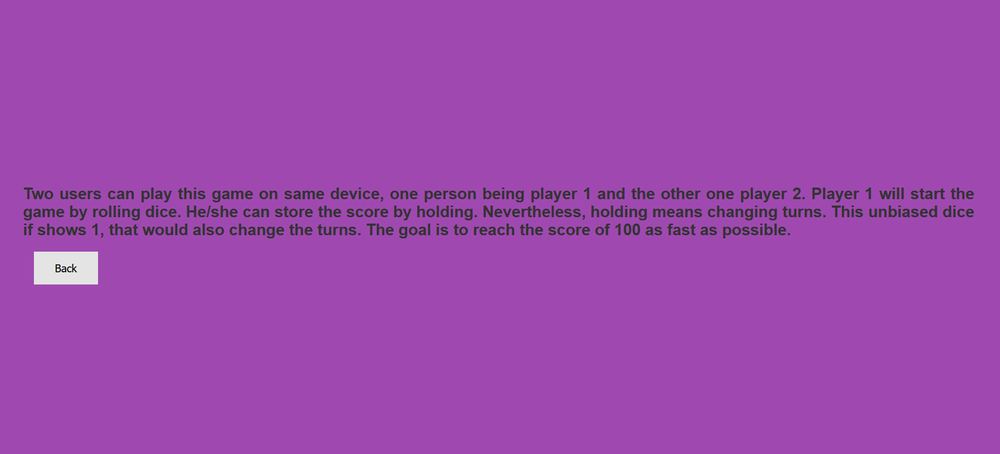 Two users can play this game on same device, one person being player 1 and the other one player 2. Player 1 will start the
game by rolling dice. He/she can store the score by holding. Nevertheless, holding means changing turns. This unbiased dice
if shows 1, that would also change the turns. The goal is to reach the score of 100 as fast as possible.
Back